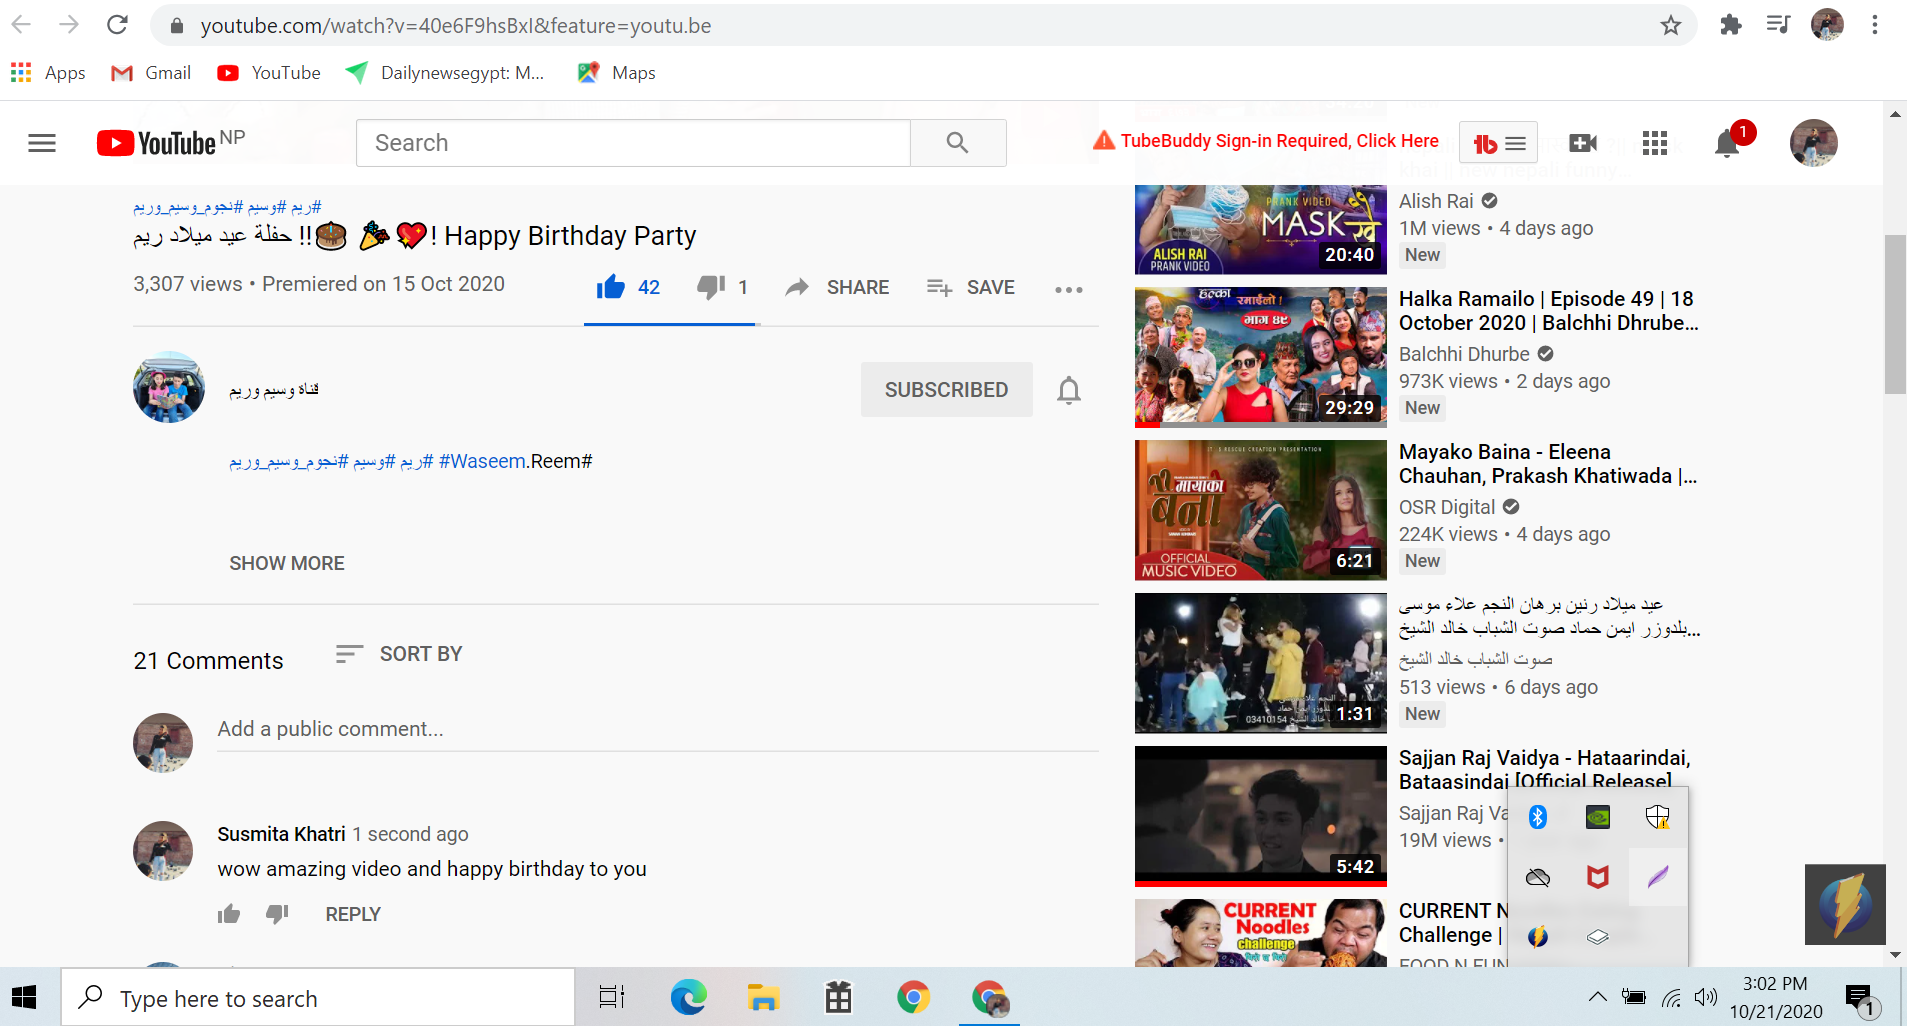 youtube.com/watch?v=40e6F9hsBxI&feature=youtu.be
Apps
Gmail
YouTube
Dailynewsegypt: M...
Maps
YouTube NP
Search
TubeBuddy Sign-in Required, Click Here
1
#ريم #وسيم #نجوم_وسيم_وريم
حفلة عيد ميلاد ريم !!🎂 🎉💖! Happy Birthday Party
3,307 views • Premiered on 15 Oct 2020
42
1
SHARE
SAVE
قناة وسيم وريم
SUBSCRIBED
#ريم #وسيم #نجوم_وسيم_وريم #Waseem.Reem#
SHOW MORE
21 Comments
SORT BY
Add a public comment...
Susmita Khatri 1 second ago
wow amazing video and happy birthday to you
REPLY
PRANK VIDEO
MASK खै
ALISH RAI
PRANK VIDEO
20:40
Alish Rai
1M views • 4 days ago
New
हल्का रमाईलो !
भाग ४९
29:29
Halka Ramailo | Episode 49 | 18
October 2020 | Balchhi Dhrube...
Balchhi Dhurbe
973K views • 2 days ago
New
मायाको
बैना
OFFICIAL
MUSIC VIDEO
6:21
Mayako Baina - Eleena
Chauhan, Prakash Khatiwada |...
OSR Digital
224K views • 4 days ago
New
03410154
1:31
عيد ميلاد رنين برهان النجم علاء موسى
بلدوزر ايمن حماد صوت الشباب خالد الشيخ...
صوت الشباب خالد الشيخ
513 views • 6 days ago
New
5:42
Sajjan Raj Vaidya - Hataarindai,
Bataasindai [Official Release]
Sajjan Raj Va
19M views •
CURRENT
Noodles
challenge
CURRENT N
Challenge |
FOOD N FUN
Type here to search
3:02 PM
10/21/2020
1